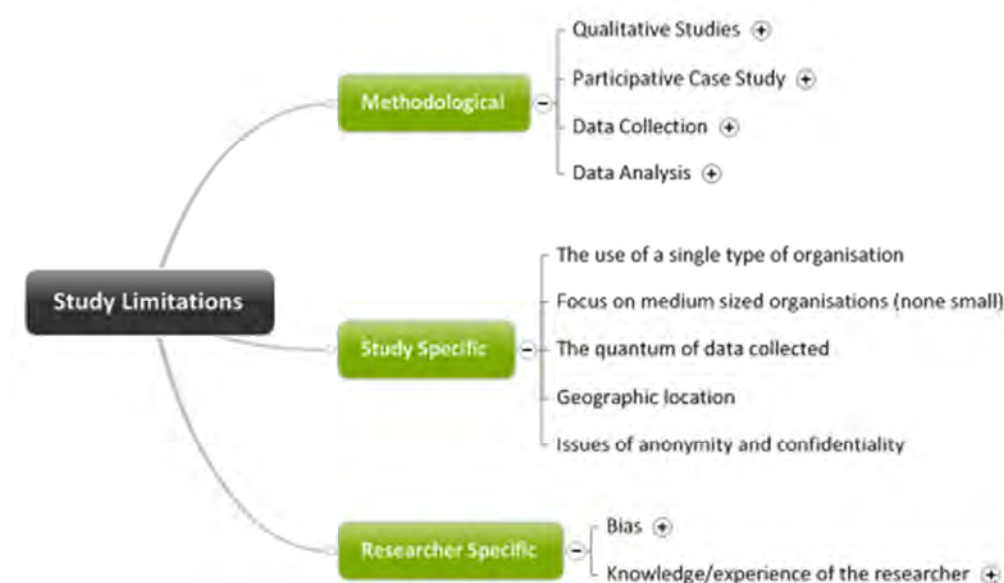 Study Limitations
Methodological
Qualitative Studies
Participative Case Study
Data Collection
Data Analysis
Study Specific
The use of a single type of organisation
Focus on medium sized organisations (none small)
The quantum of data collected
Geographic location
Issues of anonymity and confidentiality
Researcher Specific
Bias
Knowledge/experience of the researcher